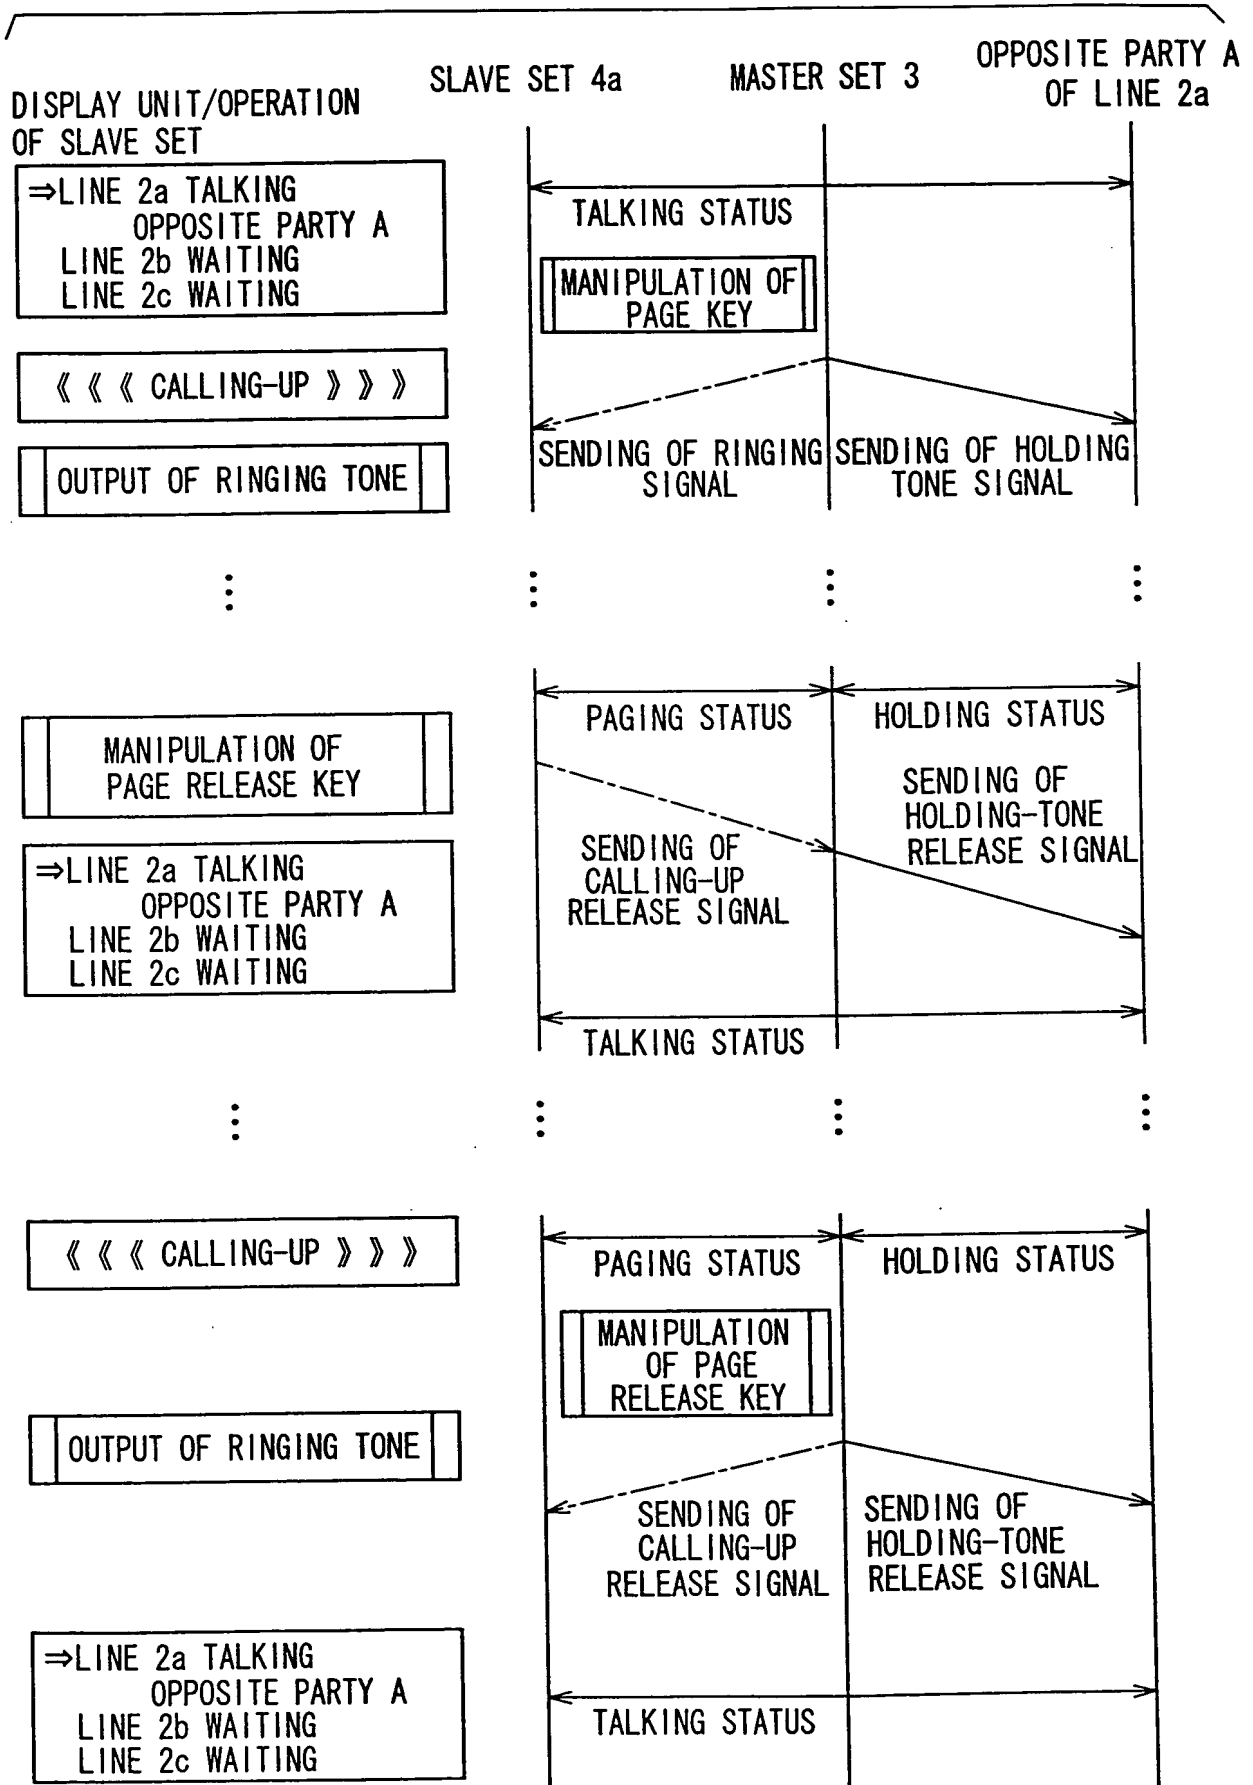 SLAVE SET 4a
MASTER SET 3
OPPOSITE PARTY A
OF LINE 2a
DISPLAY UNIT/OPERATION
OF SLAVE SET
⇒LINE 2a TALKING
OPPOSITE PARTY A
LINE 2b WAITING
LINE 2c WAITING
TALKING STATUS
MANIPULATION OF
PAGE KEY
《 《 《 CALLING-UP 》 》 》
OUTPUT OF RINGING TONE
SENDING OF RINGING
SIGNAL
SENDING OF HOLDING
TONE SIGNAL
PAGING STATUS
HOLDING STATUS
MANIPULATION OF
PAGE RELEASE KEY
SENDING OF
HOLDING-TONE
RELEASE SIGNAL
SENDING OF
CALLING-UP
RELEASE SIGNAL
⇒LINE 2a TALKING
OPPOSITE PARTY A
LINE 2b WAITING
LINE 2c WAITING
TALKING STATUS
《 《 《 CALLING-UP 》 》 》
PAGING STATUS
HOLDING STATUS
MANIPULATION
OF PAGE
RELEASE KEY
OUTPUT OF RINGING TONE
SENDING OF
CALLING-UP
RELEASE SIGNAL
SENDING OF
HOLDING-TONE
RELEASE SIGNAL
⇒LINE 2a TALKING
OPPOSITE PARTY A
LINE 2b WAITING
LINE 2c WAITING
TALKING STATUS